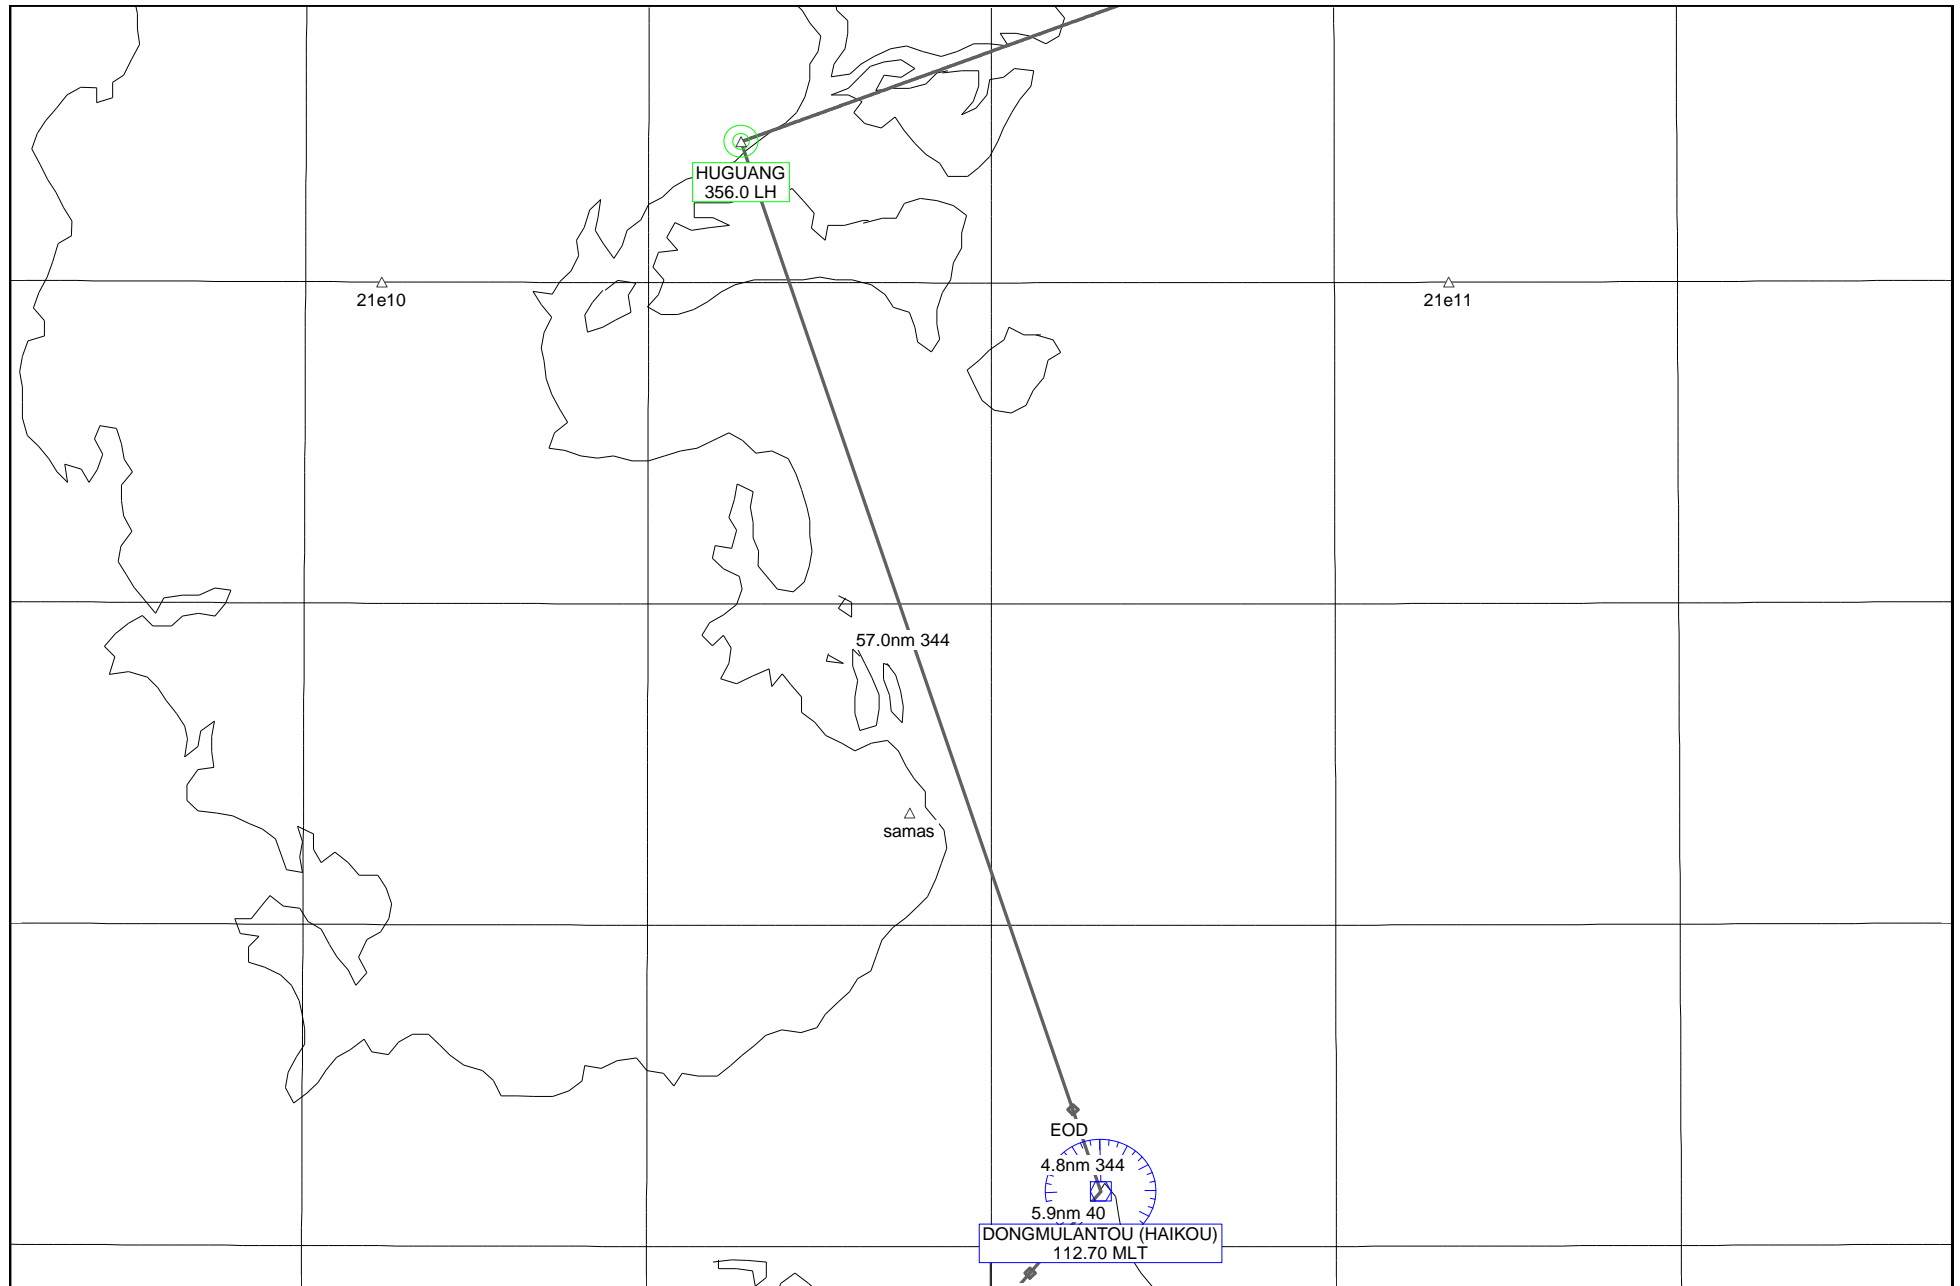 HUGUANG
356.0 LH
21e10
21e11
57.0nm 344
samas
EOD
4.8nm 344
5.9nm 40
DONGMULANTOU (HAIKOU)
112.70 MLT